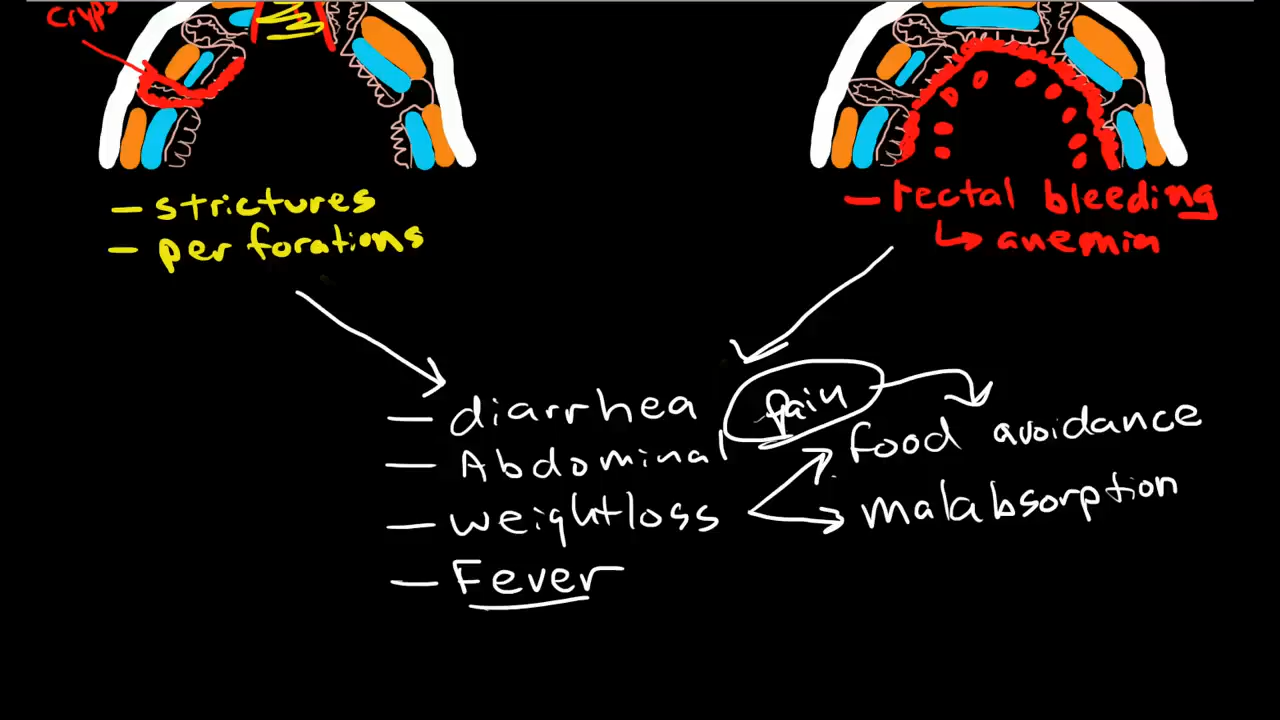 cryps
– strictures
– perforations
– rectal bleeding
↳ anemia
– diarrhea
– Abdominal pain
food avoidance
– weightloss
malabsorption
– Fever